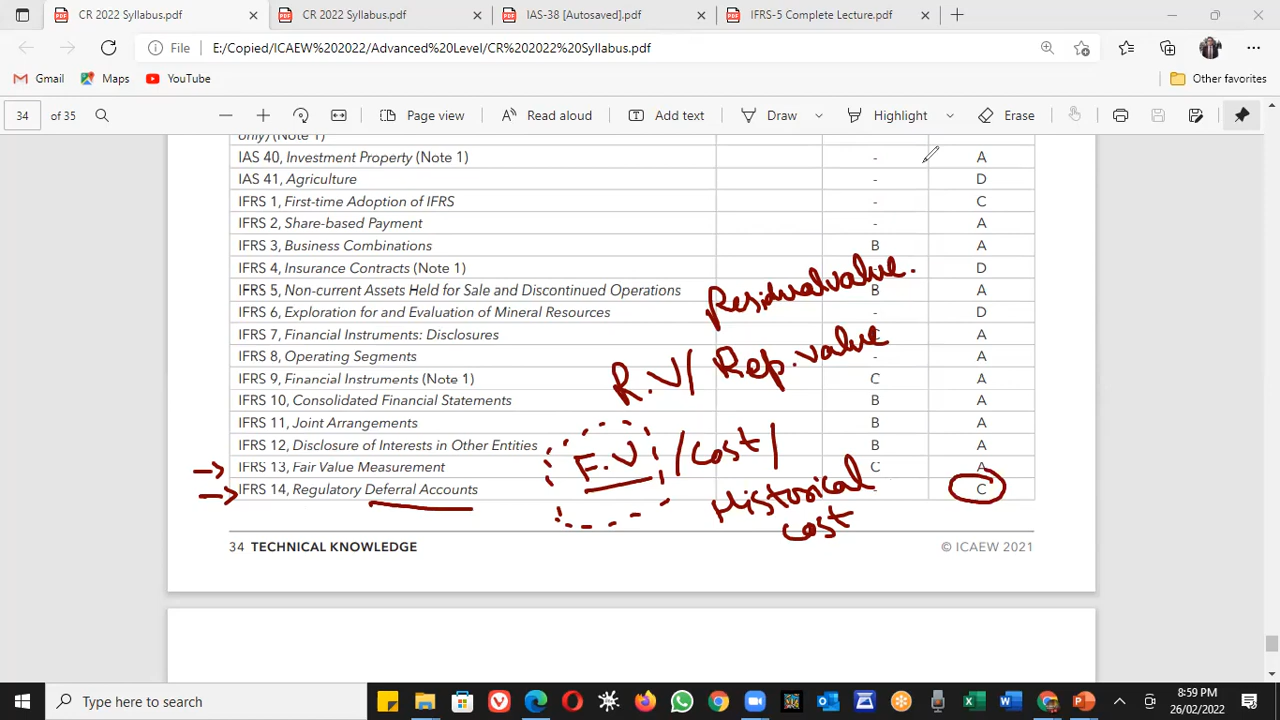 CR 2022 Syllabus.pdf
CR 2022 Syllabus.pdf
IAS-38 [Autosaved].pdf
IFRS-5 Complete Lecture.pdf
File E:/Copied/ICAEW%202022/Advanced%20Level/CR%202022%20Syllabus.pdf
Gmail Maps YouTube Other favorites
34 of 35 Page view Read aloud Add text Draw Highlight Erase
only) (Note 1)
IAS 40, Investment Property (Note 1) - A
IAS 41, Agriculture - D
IFRS 1, First-time Adoption of IFRS - C
IFRS 2, Share-based Payment - A
IFRS 3, Business Combinations B A
IFRS 4, Insurance Contracts (Note 1) D
Residual value.
IFRS 5, Non-current Assets Held for Sale and Discontinued Operations B A
IFRS 6, Exploration for and Evaluation of Mineral Resources - D
IFRS 7, Financial Instruments: Disclosures C A
IFRS 8, Operating Segments - A
R.V/ Rep. value
IFRS 9, Financial Instruments (Note 1) C A
IFRS 10, Consolidated Financial Statements B A
IFRS 11, Joint Arrangements B A
IFRS 12, Disclosure of Interests in Other Entities B A
F.V /Cost/
IFRS 13, Fair Value Measurement C A
IFRS 14, Regulatory Deferral Accounts - C
Historical
cost
34 TECHNICAL KNOWLEDGE © ICAEW 2021
Type here to search
8:59 PM
26/02/2022